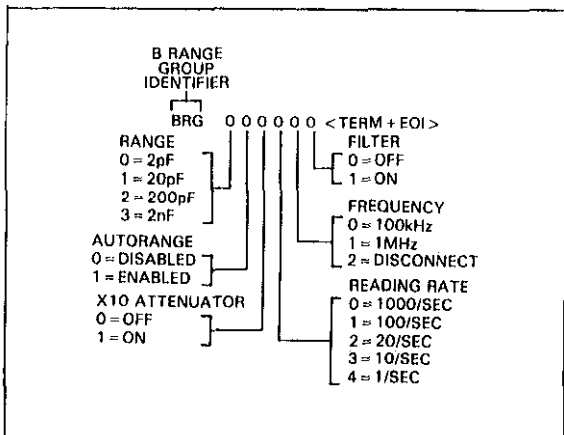 B RANGE
GROUP
IDENTIFIER
BRG 0 0 0 0 0 0 <TERM + EOI>
RANGE
0 = 2pF
1 = 20pF
2 = 200pF
3 = 2nF
AUTORANGE
0 = DISABLED
1 = ENABLED
X10 ATTENUATOR
0 = OFF
1 = ON
FILTER
0 = OFF
1 = ON
FREQUENCY
0 = 100kHz
1 = 1MHz
2 = DISCONNECT
READING RATE
0 = 1000/SEC
1 = 100/SEC
2 = 20/SEC
3 = 10/SEC
4 = 1/SEC